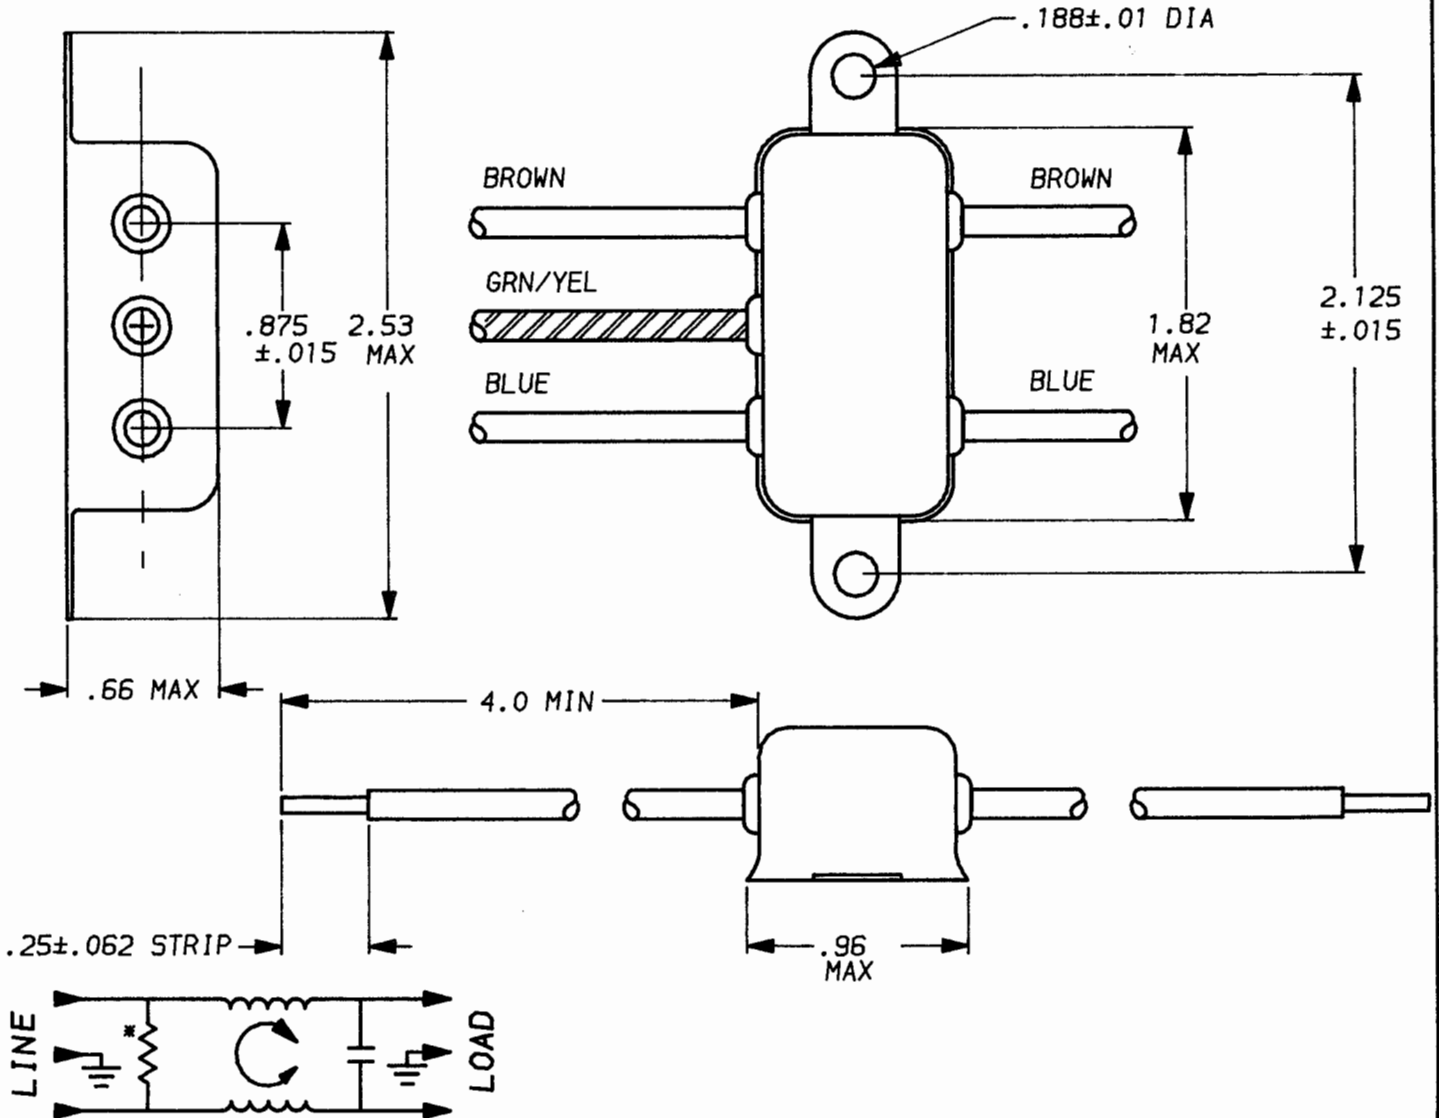 .188±.01 DIA
BROWN
BROWN
GRN/YEL
.875
±.015
2.53
MAX
1.82
MAX
2.125
±.015
BLUE
BLUE
.66 MAX
4.0 MIN
.25±.062 STRIP
.96
MAX
LINE
*
LOAD